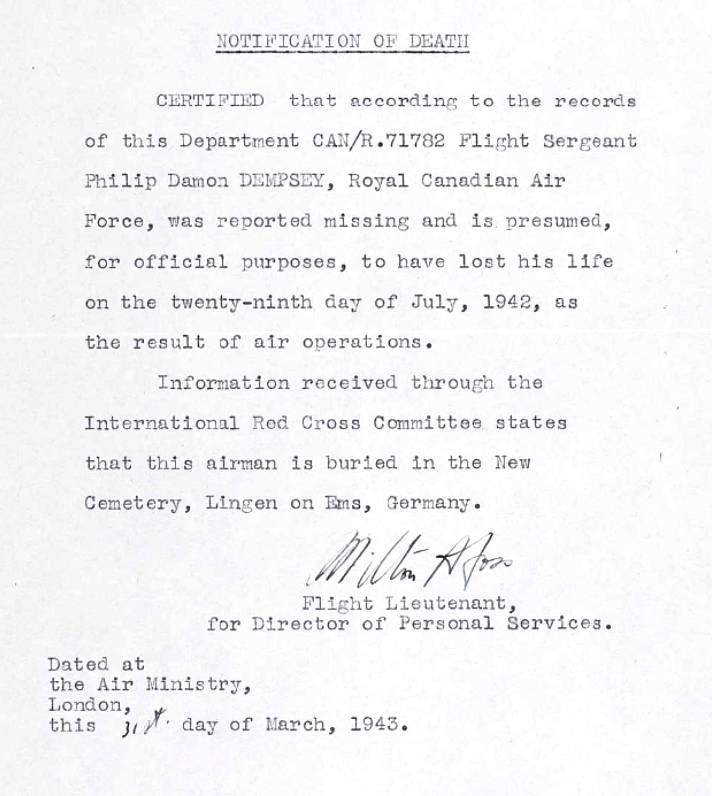 NOTIFICATION OF DEATH
CERTIFIED that according to the records
of this Department CAN/R.71782 Flight Sergeant
Philip Damon DEMPSEY, Royal Canadian Air
Force, was reported missing and is presumed,
for official purposes, to have lost his life
on the twenty-ninth day of July, 1942, as
the result of air operations.
Information received through the
International Red Cross Committee states
that this airman is buried in the New
Cemetery, Lingen on Ems, Germany.
Milton A
Flight Lieutenant,
for Director of Personal Services.
Dated at
the Air Ministry,
London,
this 31st. day of March, 1943.